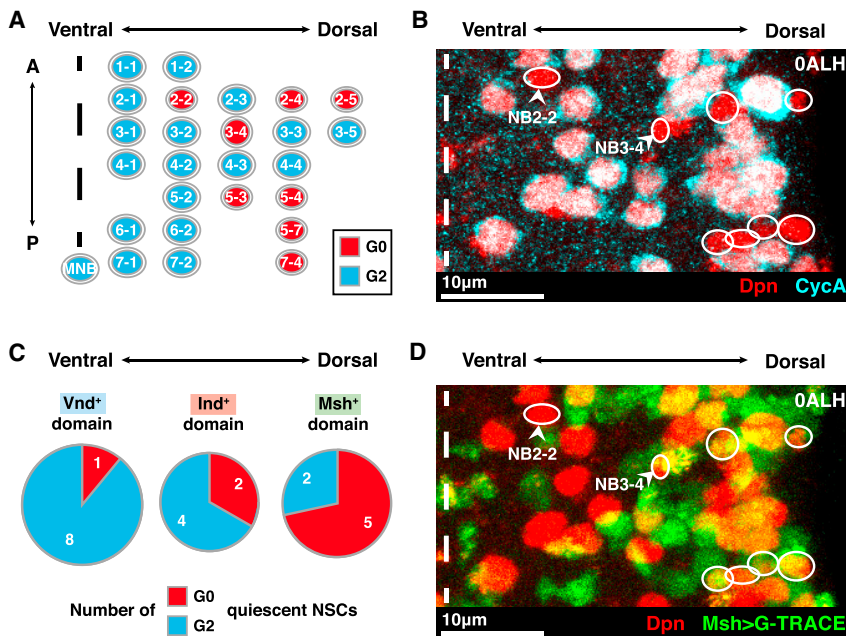 A
Ventral Dorsal
A
P
1-1 1-2
2-1 2-2 2-3 2-4 2-5
3-1 3-2 3-4 3-3 3-5
4-1 4-2 4-3 4-4
5-2 5-3 5-4
6-1 6-2 5-7
MNB 7-1 7-2 7-4
G0
G2
B
Ventral Dorsal
0ALH
NB2-2
NB3-4
10μm
Dpn CycA
C
Ventral Dorsal
Vnd+ Ind+ Msh+
domain domain domain
1 2 2
8 4 5
Number of G0 quiescent NSCs
G2
D
Ventral Dorsal
0ALH
NB2-2
NB3-4
10μm
Dpn Msh>G-TRACE